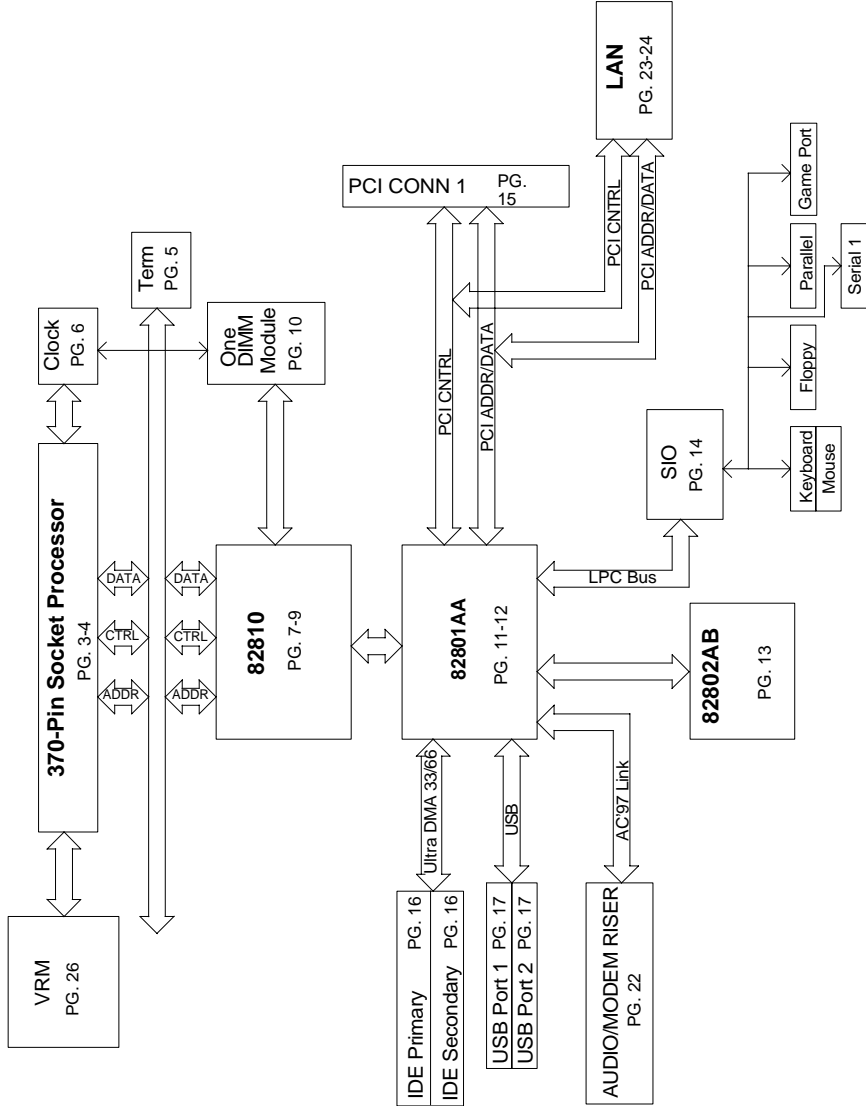 VRM
PG. 26
370-Pin Socket Processor
PG. 3-4
Clock
PG. 6
ADDR
CTRL
DATA
Term
PG. 5
ADDR
CTRL
DATA
82810
PG. 7-9
One
DIMM
Module
PG. 10
IDE Primary PG. 16
IDE Secondary PG. 16
Ultra DMA 33/66
USB Port 1 PG. 17
USB Port 2 PG. 17
USB
82801AA
PG. 11-12
PCI CNTRL
PCI ADDR/DATA
PCI CONN 1
PG.
15
AUDIO/MODEM RISER
PG. 22
AC'97 Link
82802AB
PG. 13
LPC Bus
SIO
PG. 14
PCI CNTRL
PCI ADDR/DATA
LAN
PG. 23-24
Keyboard
Mouse
Floppy
Parallel
Game Port
Serial 1